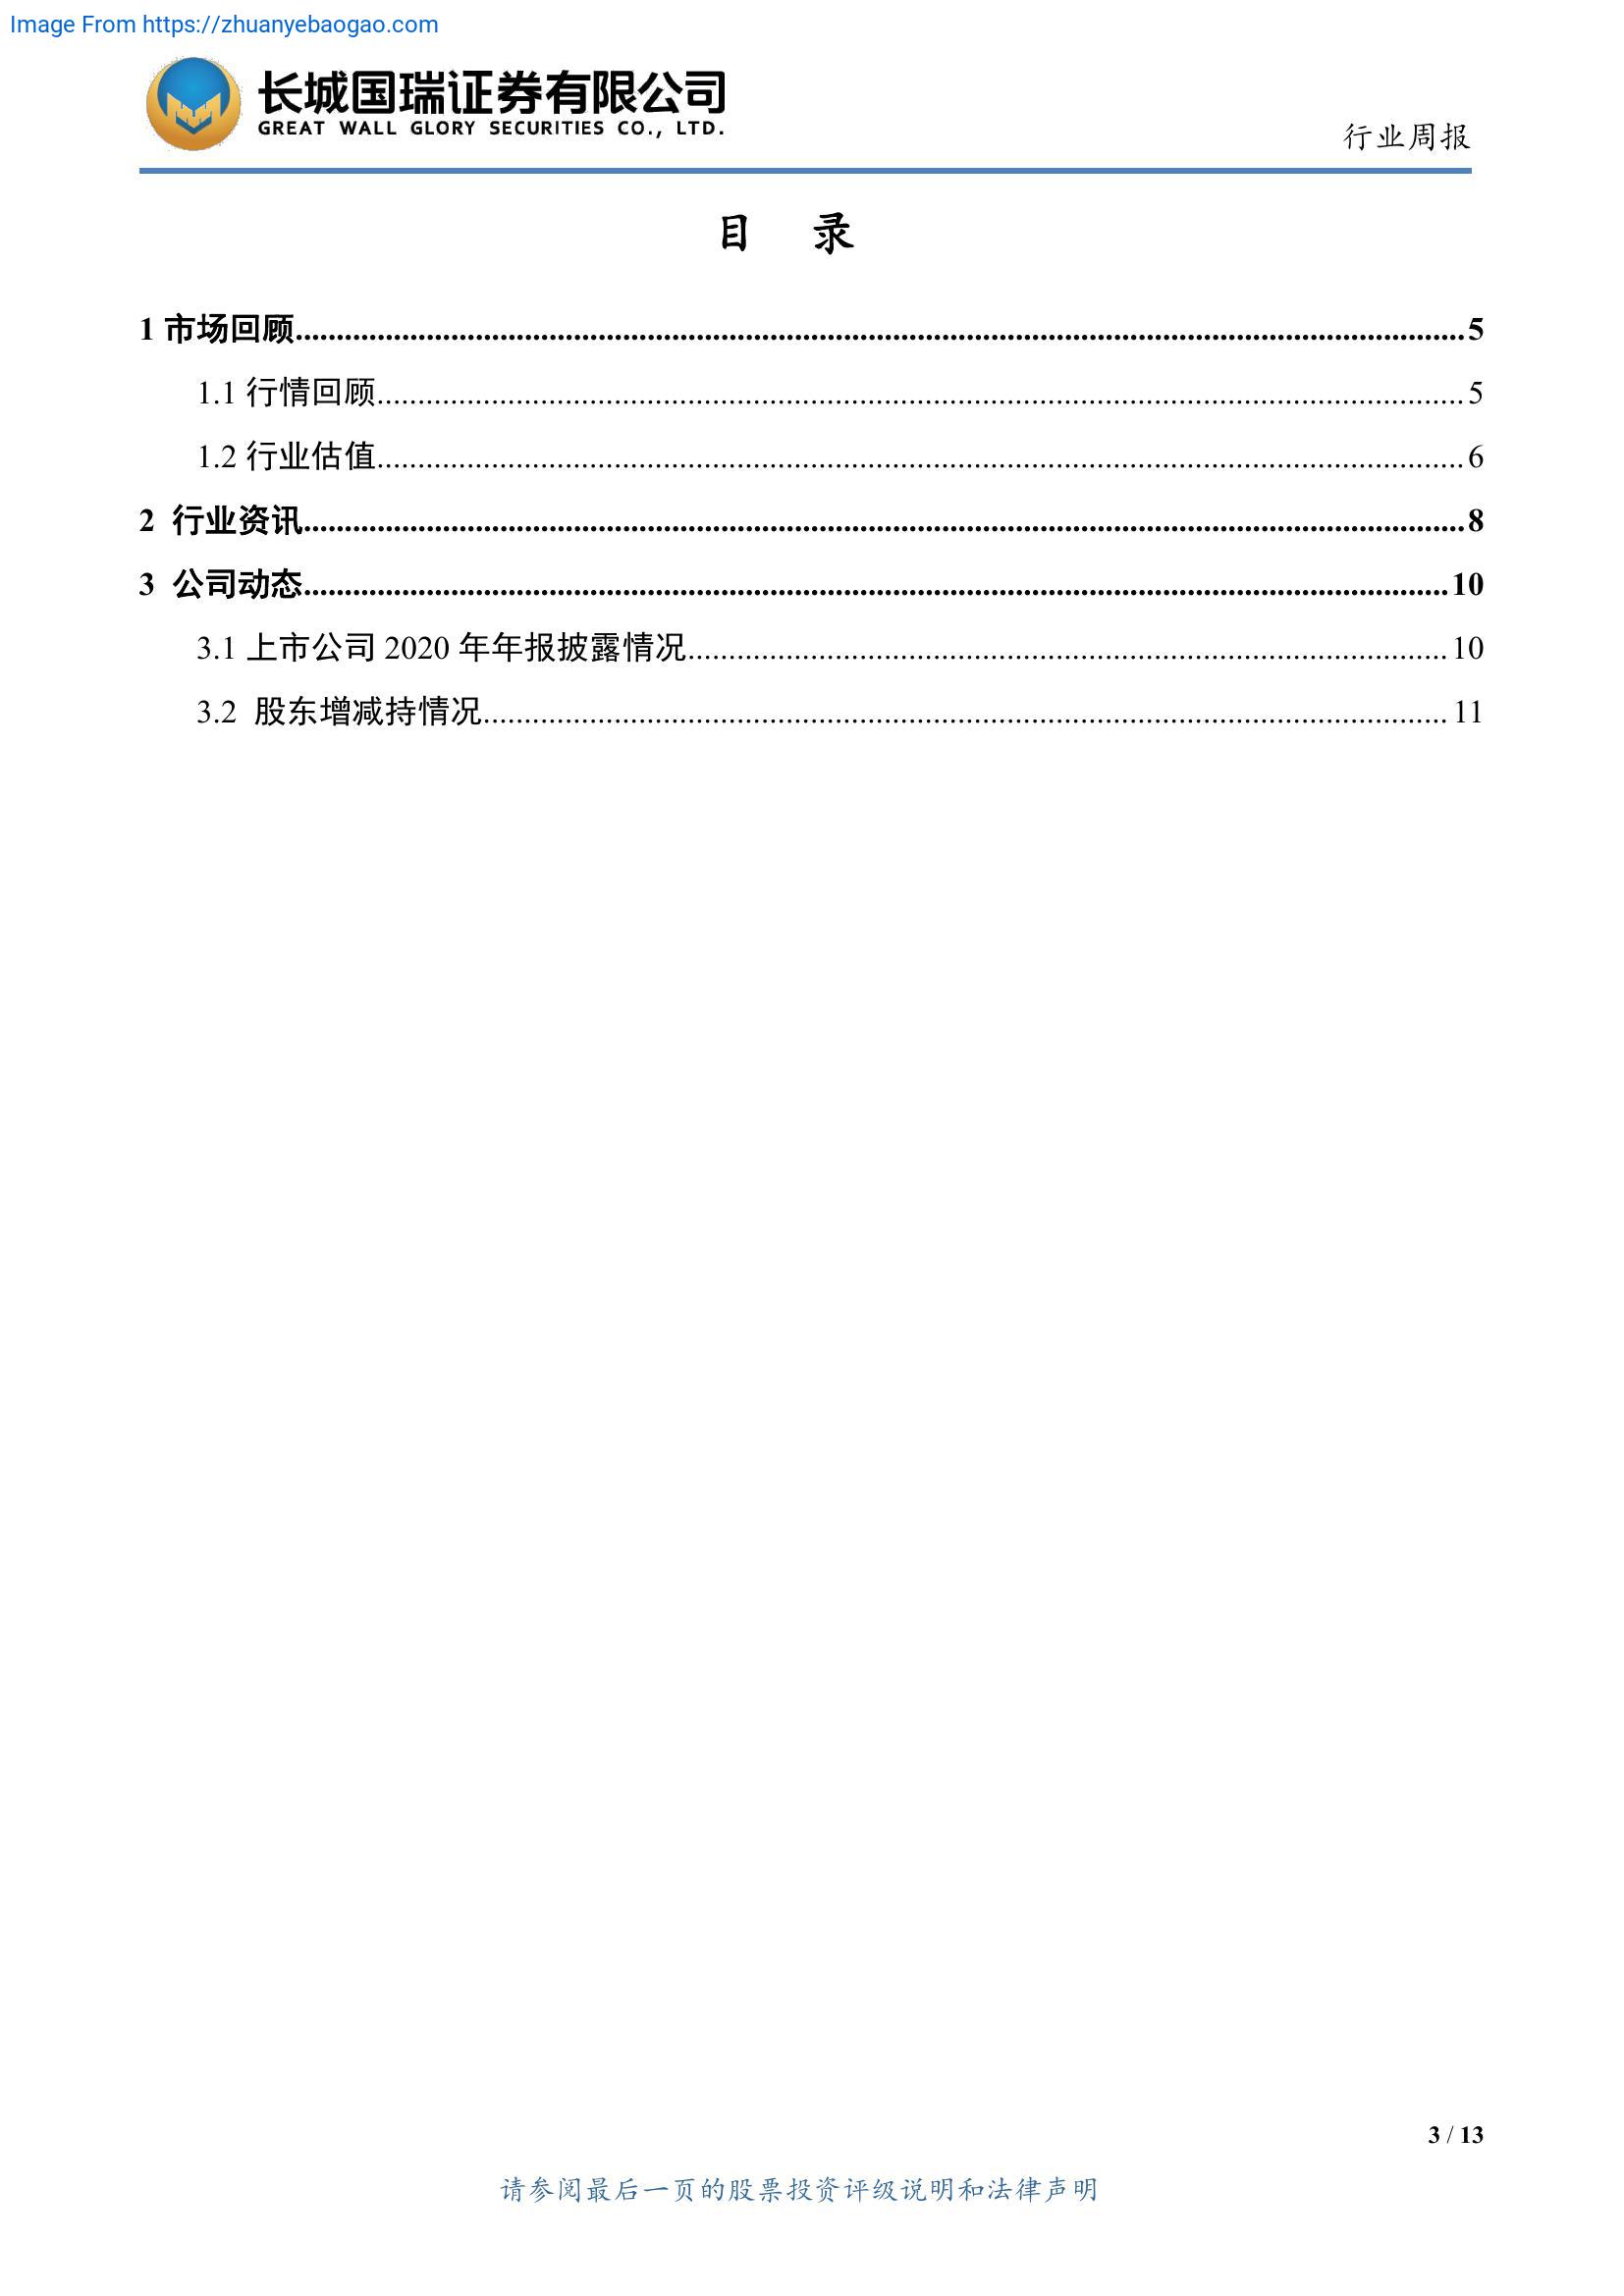 Image From https://zhuanyebaogao.com
长城国瑞证券有限公司
GREAT WALL GLORY SECURITIES CO., LTD.
行业周报
目 录
1 市场回顾 5
1.1 行情回顾 5
1.2 行业估值 6
2 行业资讯 8
3 公司动态 10
3.1 上市公司 2020 年年报披露情况 10
3.2 股东增减持情况 11
3 / 13
请参阅最后一页的股票投资评级说明和法律声明